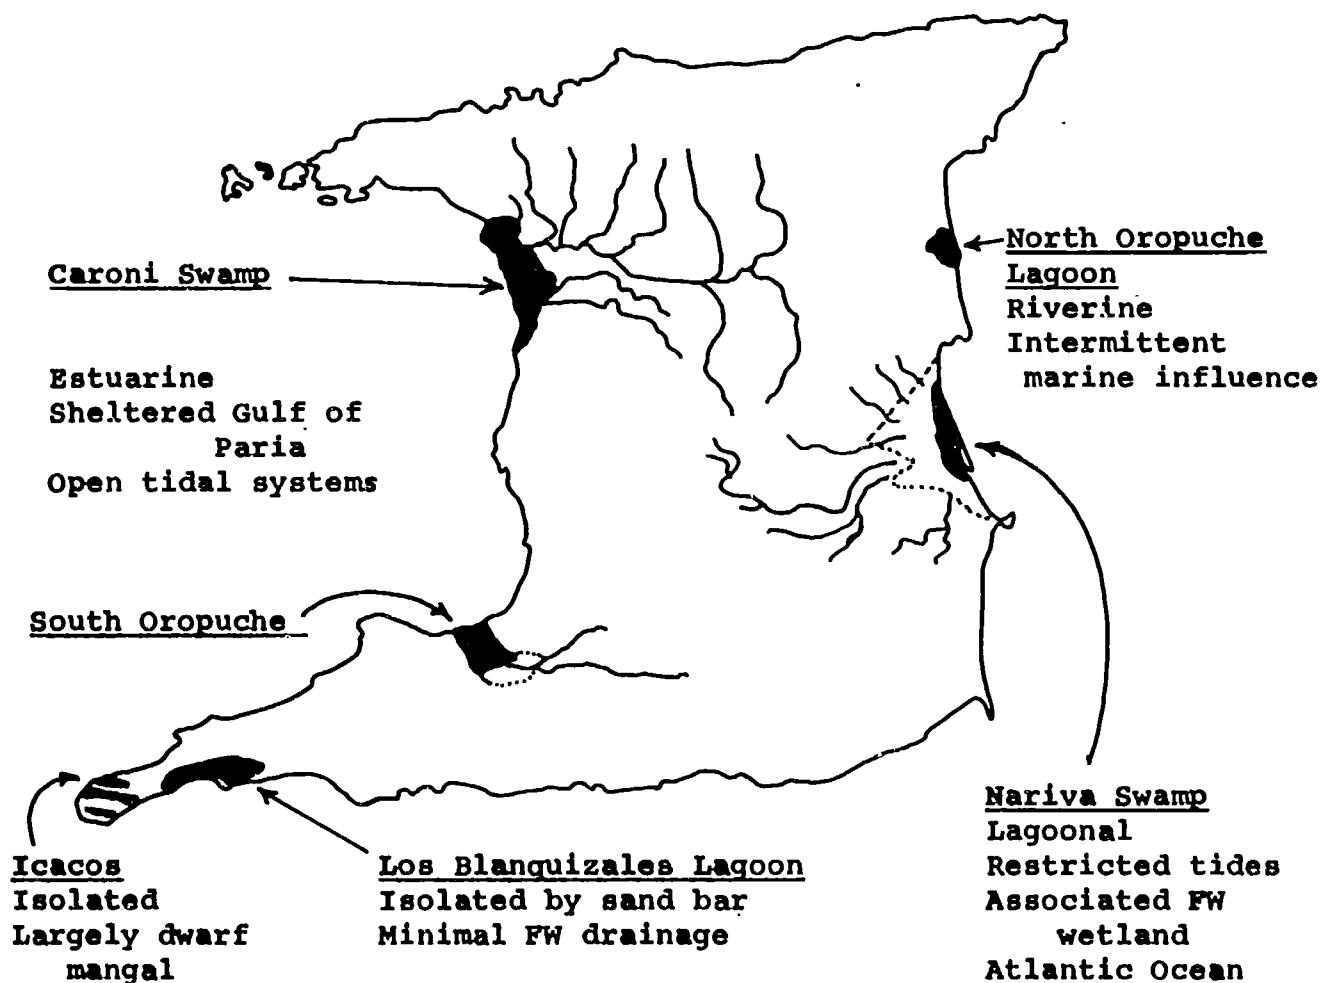 North Oropuche
Lagoon
Riverine
Intermittent
marine influence
Caroni Swamp
Estuarine
Sheltered Gulf of
Paria
Open tidal systems
South Oropuche
Icacos
Isolated
Largely dwarf
mangal
Los Blanquizales Lagoon
Isolated by sand bar
Minimal FW drainage
Nariva Swamp
Lagoonal
Restricted tides
Associated FW
wetland
Atlantic Ocean